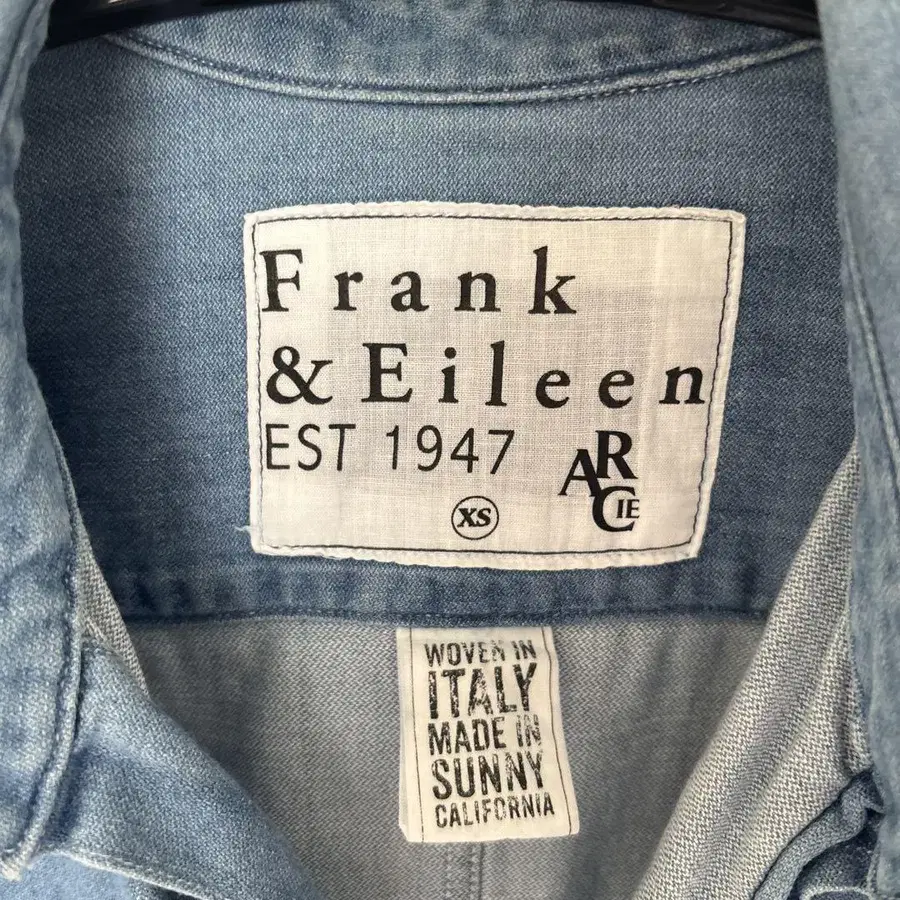 Frank
& Eileen
EST 1947
ARCIE
XS
WOVEN IN
ITALY
MADE IN
SUNNY
CALIFORNIA